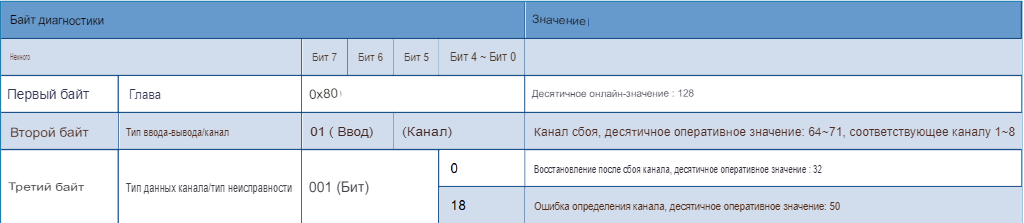 Байт диагностики Значение
Немного Бит 7 Бит 6 Бит 5 Бит 4 ~ Бит 0
Первый байт Глава 0x80 Десятичное онлайн-значение : 128
Второй байт Тип ввода-вывода/канал 01 ( Ввод) (Канал) Канал сбоя, десятичное оперативное значение: 64~71, соответствующее каналу 1~8
Третий байт Тип данных канала/тип неисправности 001 (Бит) 0 Восстановление после сбоя канала, десятичное оперативное значение : 32
18 Ошибка определения канала, десятичное оперативное значение: 50